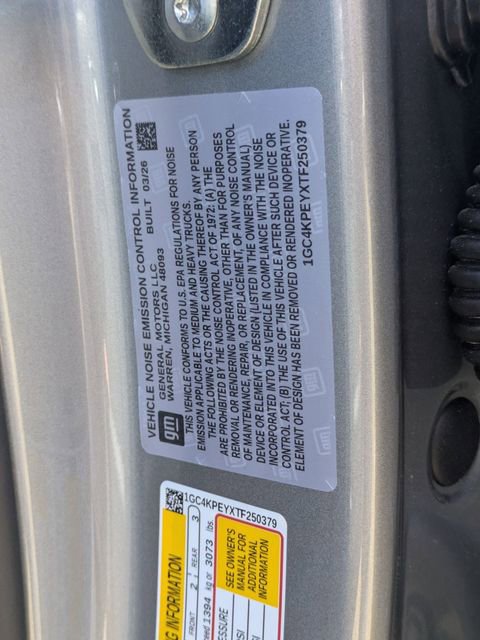 VEHICLE NOISE EMISSION CONTROL INFORMATION
GENERAL MOTORS LLC BUILT 03/26
WARREN, MICHIGAN 48093
gm
THIS VEHICLE CONFORMS TO U.S. EPA REGULATIONS FOR NOISE
EMISSION APPLICABLE TO MEDIUM AND HEAVY TRUCKS.
THE FOLLOWING ACTS OR THE CAUSING THEREOF BY ANY PERSON
ARE PROHIBITED BY THE NOISE CONTROL ACT OF 1972: (A) THE
REMOVAL OR RENDERING INOPERATIVE, OTHER THAN FOR PURPOSES
OF MAINTENANCE, REPAIR, OR REPLACEMENT, OF ANY NOISE CONTROL
DEVICE OR ELEMENT OF DESIGN (LISTED IN THE OWNER'S MANUAL)
INCORPORATED INTO THIS VEHICLE IN COMPLIANCE WITH THE NOISE
CONTROL ACT; (B) THE USE OF THIS VEHICLE AFTER SUCH DEVICE OR
ELEMENT OF DESIGN HAS BEEN REMOVED OR RENDERED INOPERATIVE.
1GC4KPEYXTF250379
1GC4KPEYXTF250379
INFORMATION
FRONT 2 REAR 3
1394 kg or 3073 lbs.
SEE OWNER'S
MANUAL FOR
ADDITIONAL
INFORMATION